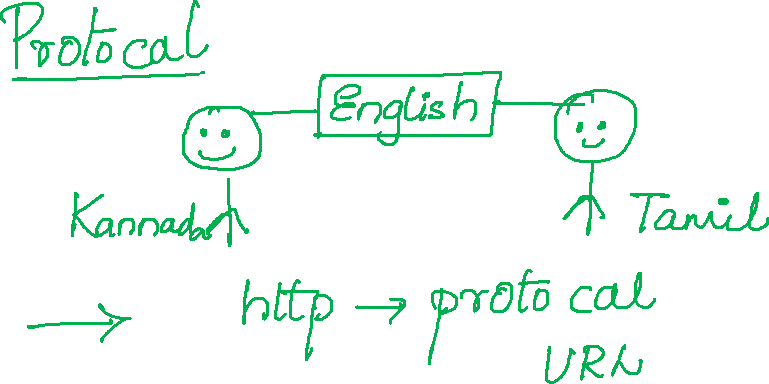 Protocal
English
Kannada Tamil
http → protocal
URL